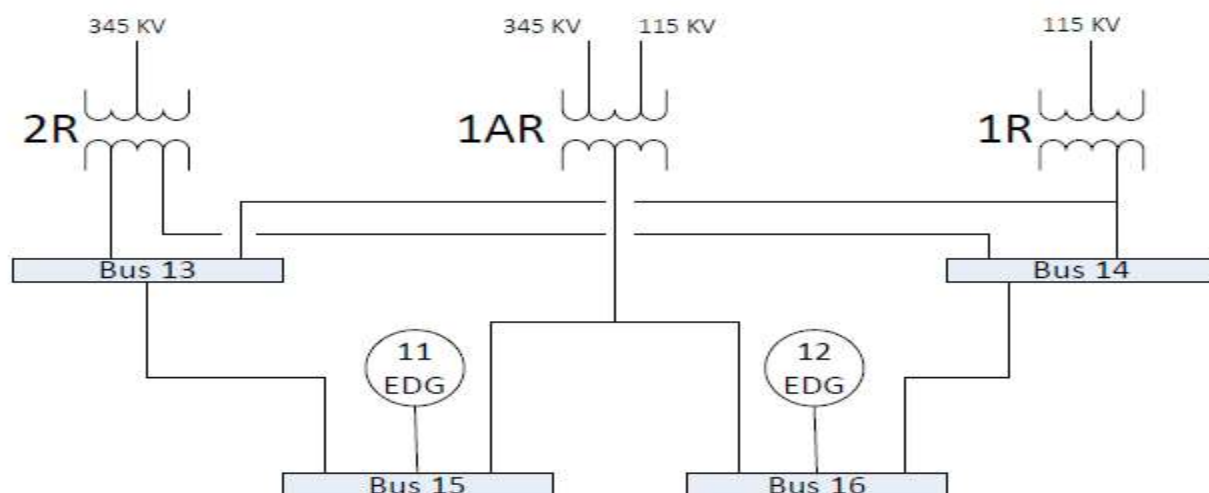 345 KV
345 KV
115 KV
115 KV
2R
1AR
1R
Bus 13
Bus 14
11
EDG
12
EDG
Bus 15
Bus 16